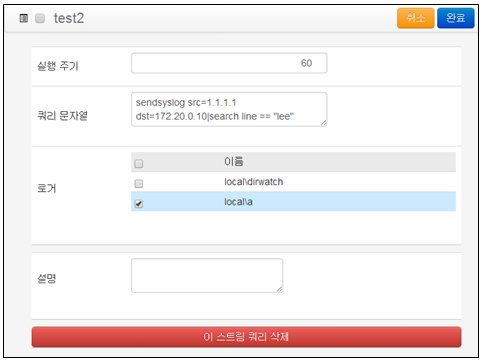 test2
취소
완료
실행 주기
60
쿼리 문자열
sendsyslog src=1.1.1.1
dst=172.20.0.10|search line == "lee"
로거
이름
local\dirwatch
local\a
설명
이 스트림 쿼리 삭제